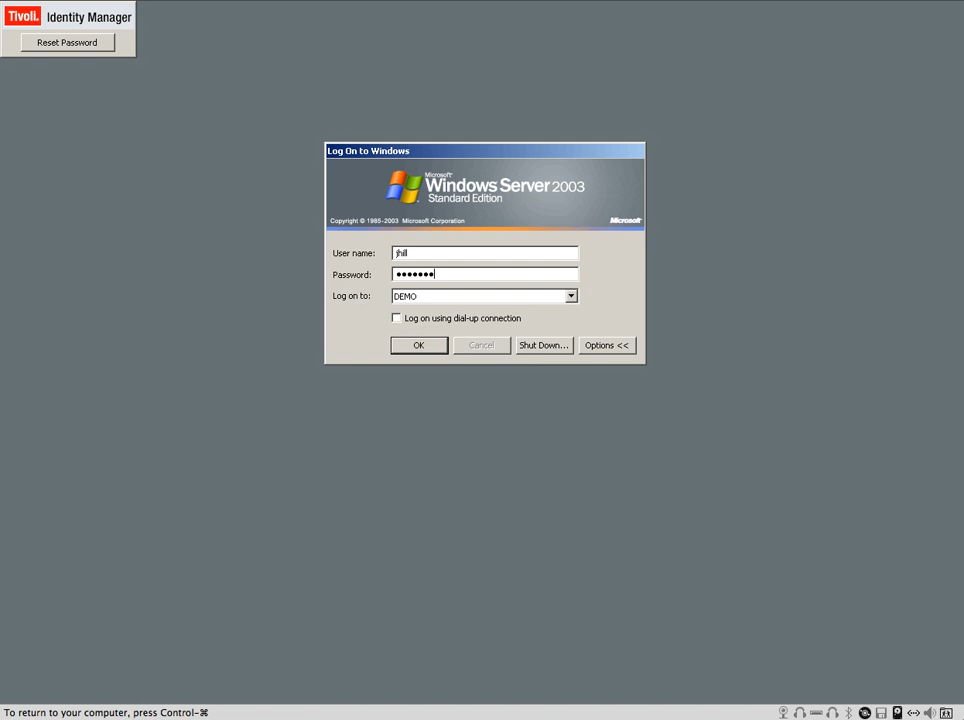 Tivoli. Identity Manager
Reset Password
Log On to Windows
Microsoft®
Windows Server 2003
Standard Edition
Copyright © 1985-2003 Microsoft Corporation Microsoft
User name: jhill
Password: •••••••
Log on to: DEMO
Log on using dial-up connection
OK Cancel Shut Down... Options <<
To return to your computer, press Control-⌘